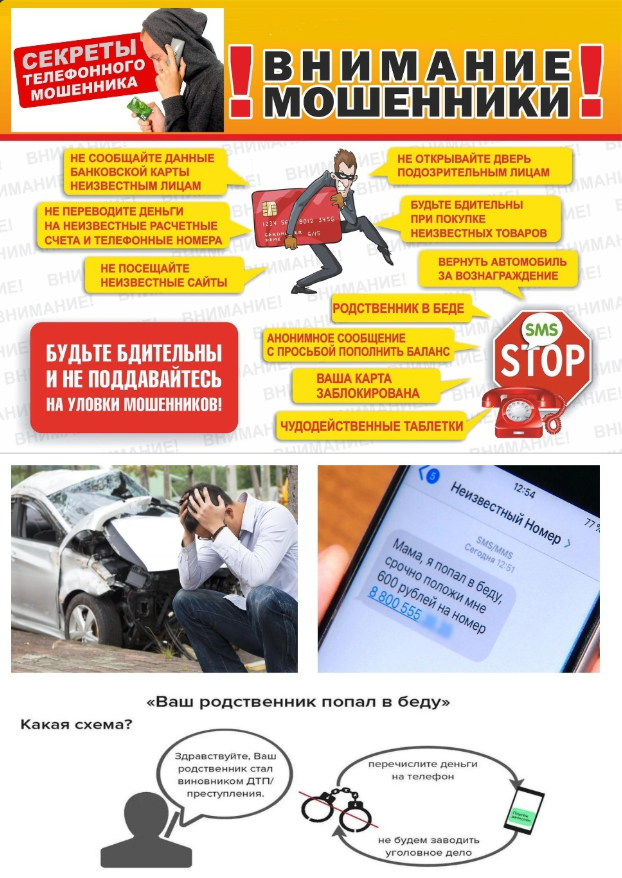 СЕКРЕТЫ
ТЕЛЕФОННОГО
МОШЕННИКА
! ВНИМАНИЕ !
МОШЕННИКИ
НЕ СООБЩАЙТЕ ДАННЫЕ
БАНКОВСКОЙ КАРТЫ
НЕИЗВЕСТНЫМ ЛИЦАМ
НЕ ОТКРЫВАЙТЕ ДВЕРЬ
ПОДОЗРИТЕЛЬНЫМ ЛИЦАМ
НЕ ПЕРЕВОДИТЕ ДЕНЬГИ
НА НЕИЗВЕСТНЫЕ РАСЧЕТНЫЕ
СЧЕТА И ТЕЛЕФОННЫЕ НОМЕРА
БУДЬТЕ БДИТЕЛЬНЫ
ПРИ ПОКУПКЕ
НЕИЗВЕСТНЫХ ТОВАРОВ
НЕ ПОСЕЩАЙТЕ
НЕИЗВЕСТНЫЕ САЙТЫ
ВЕРНУТЬ АВТОМОБИЛЬ
ЗА ВОЗНАГРАЖДЕНИЕ
РОДСТВЕННИК В БЕДЕ
АНОНИМНОЕ СООБЩЕНИЕ
С ПРОСЬБОЙ ПОПОЛНИТЬ БАЛАНС
ВАША КАРТА
ЗАБЛОКИРОВАНА
ЧУДОДЕЙСТВЕННЫЕ ТАБЛЕТКИ
SMS
STOP
БУДЬТЕ БДИТЕЛЬНЫ
И НЕ ПОДДАВАЙТЕСЬ
НА УЛОВКИ МОШЕННИКОВ!
12:54
77 %
5
Неизвестный Номер
SMS/MMS
Сегодня 12:51
Мама, я попал в беду,
срочно положи мне
600 рублей на номер
8 800 555
«Ваш родственник попал в беду»
Какая схема?
Здравствуйте, Ваш
родственник стал
виновником ДТП/
преступления.
перечислите деньги
на телефон
не будем заводить
уголовное дело